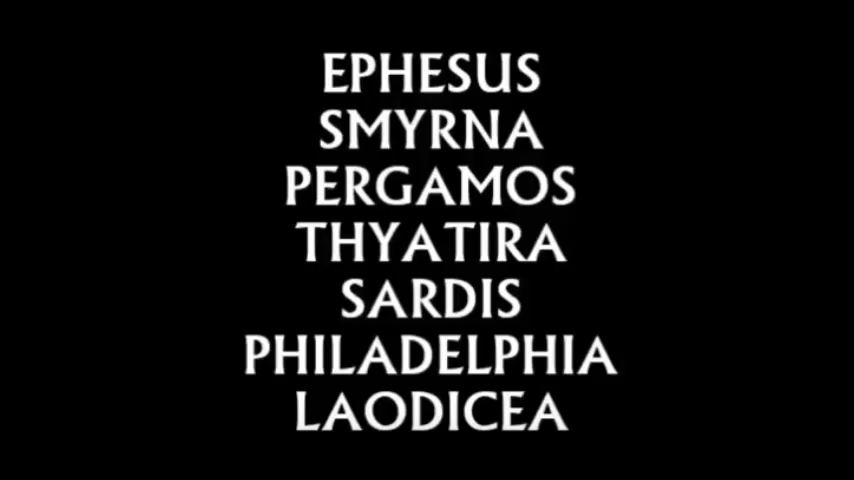 EPHESUS
SMYRNA
PERGAMOS
THYATIRA
SARDIS
PHILADELPHIA
LAODICEA